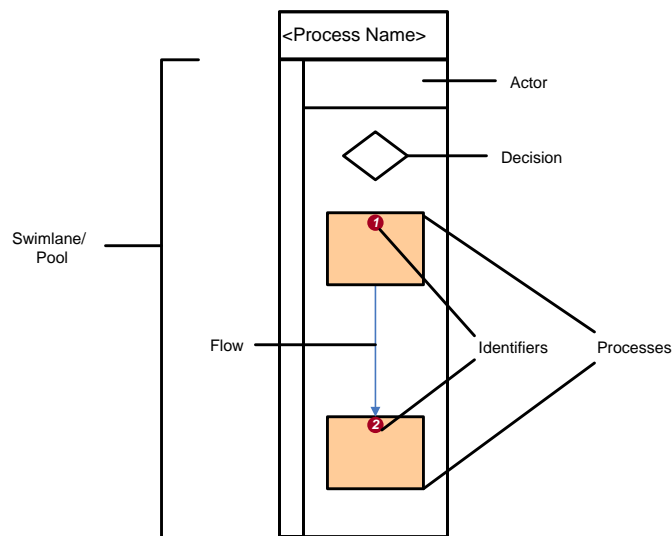 <Process Name>
Actor
Decision
1
Swimlane/
Pool
Flow
Identifiers
Processes
2